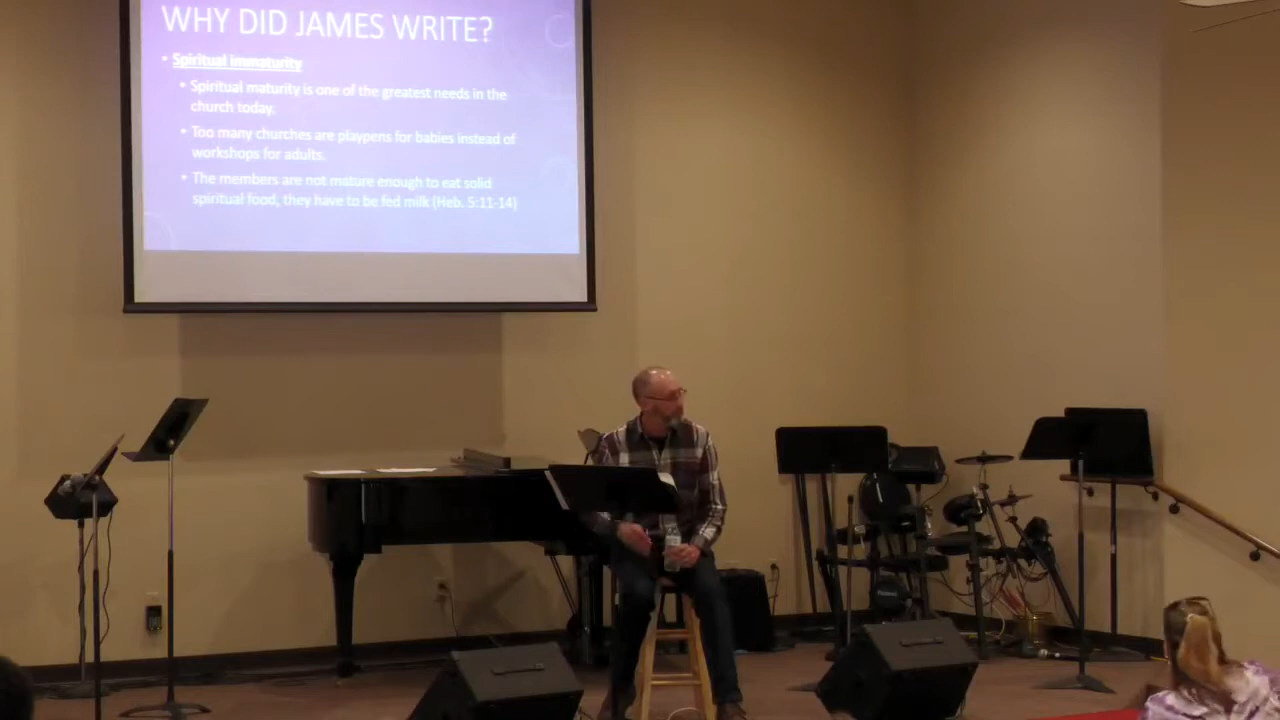 WHY DID JAMES WRITE?
• Spiritual immaturity
• Spiritual maturity is one of the greatest needs in the
church today.
• Too many churches are playpens for babies instead of
workshops for adults.
• The members are not mature enough to eat solid
spiritual food, they have to be fed milk (Heb. 5:11-14)